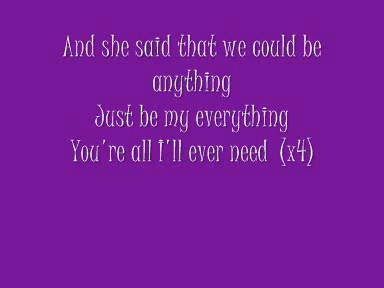 And she said that we could be
anything
Just be my everything
You're all I'll ever need (x4)